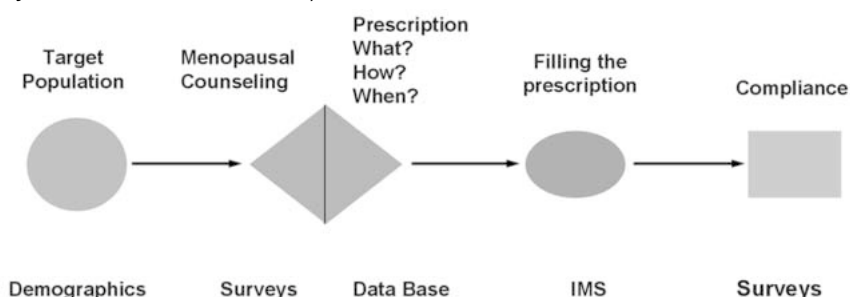 Target
Population
Menopausal
Counseling
Prescription
What?
How?
When?
Filling the
prescription
Compliance
Demographics
Surveys
Data Base
IMS
Surveys